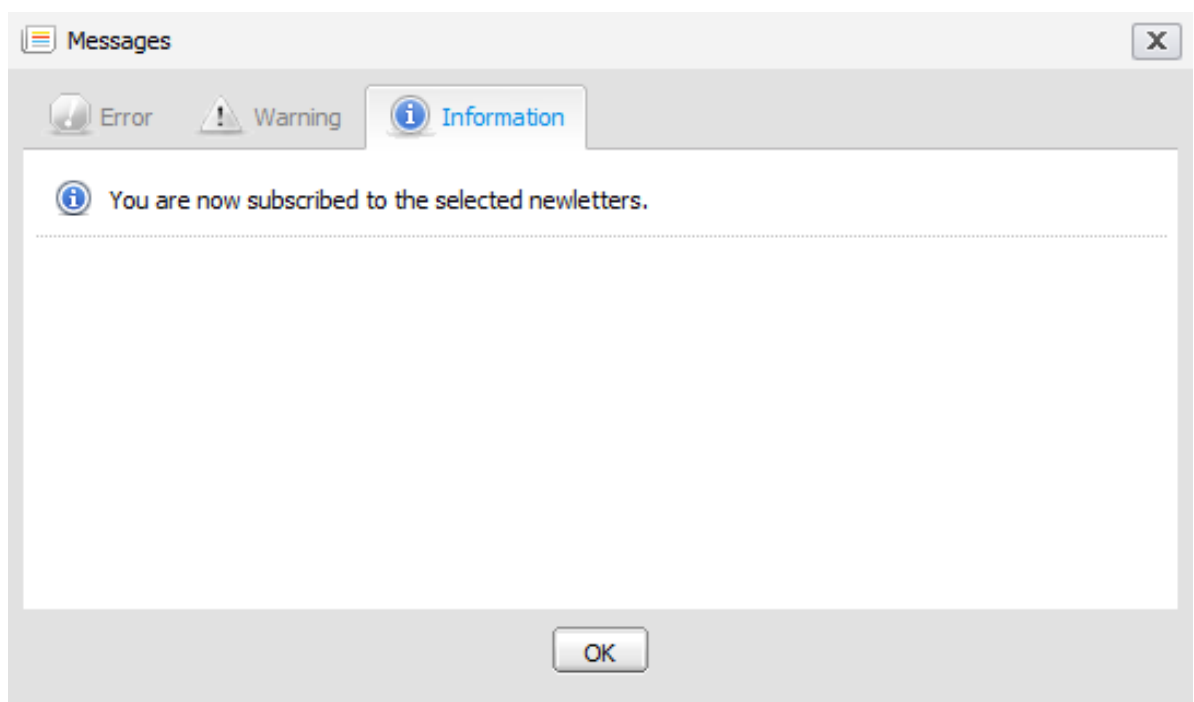 Messages
X
Error Warning Information
You are now subscribed to the selected newletters.
OK